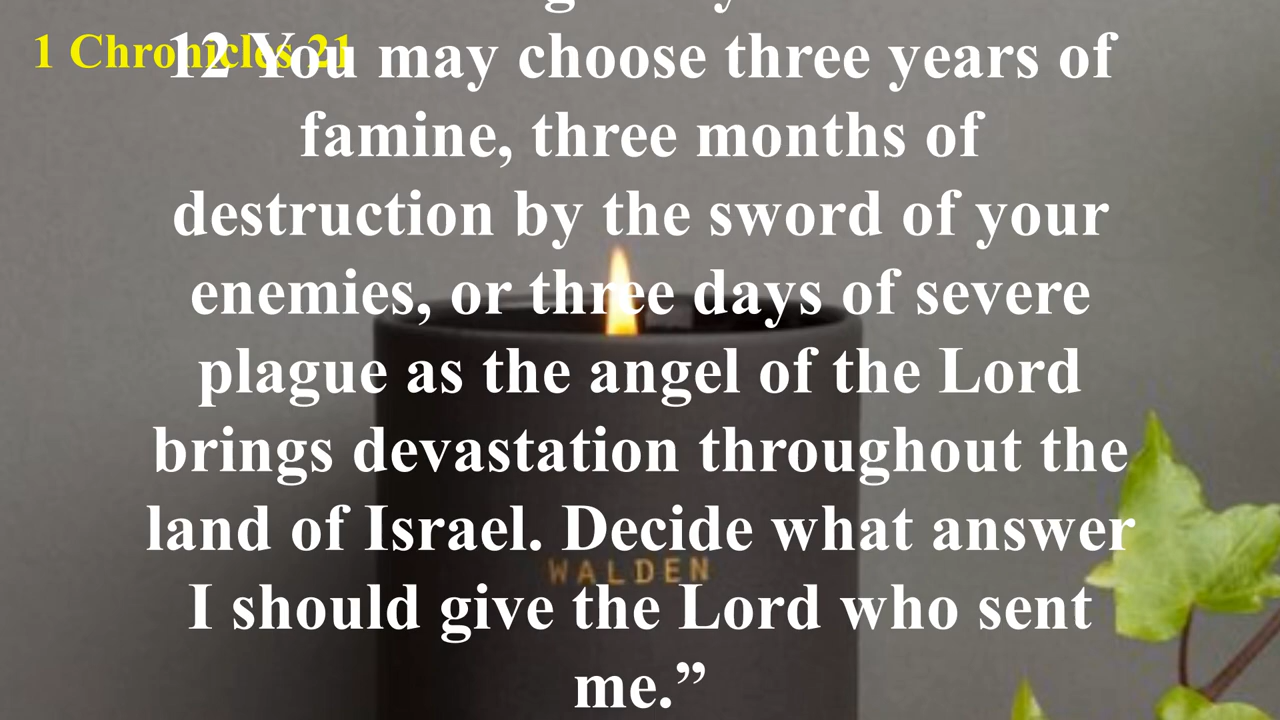 1 Chronicles 21
12 You may choose three years of
famine, three months of
destruction by the sword of your
enemies, or three days of severe
plague as the angel of the Lord
brings devastation throughout the
land of Israel. Decide what answer
WALDEN
I should give the Lord who sent
me.”